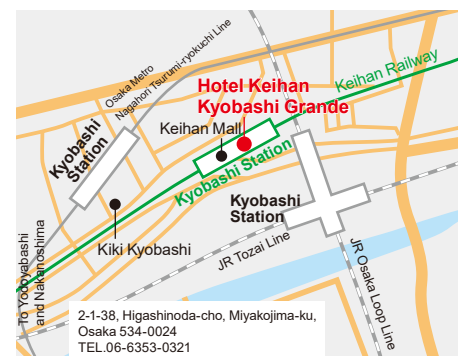 Osaka Metro
Nagahori Tsurumi-ryokuchi Line
Hotel Keihan
Kyobashi Grande
Keihan Railway
Keihan Mall
Kyobashi
Station
Kyobashi Station
Kyobashi
Station
Kiki Kyobashi
JR Tozai Line
JR Osaka Loop Line
To Yodoyabashi
and Nakanoshima
2-1-38, Higashinoda-cho, Miyakojima-ku,
Osaka 534-0024
TEL.06-6353-0321